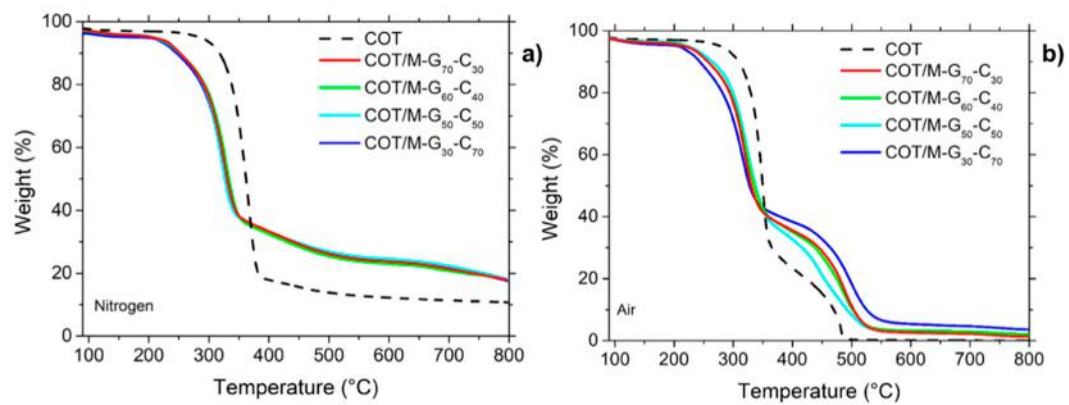 a)
COT
COT/M-G₇₀-C₃₀
COT/M-G₆₀-C₄₀
COT/M-G₅₀-C₅₀
COT/M-G₃₀-C₇₀
Weight (%)
100
80
60
40
20
0
Nitrogen
100 200 300 400 500 600 700 800
Temperature (°C)
b)
COT
COT/M-G₇₀-C₃₀
COT/M-G₆₀-C₄₀
COT/M-G₅₀-C₅₀
COT/M-G₃₀-C₇₀
Weight (%)
100
80
60
40
20
0
Air
100 200 300 400 500 600 700 800
Temperature (°C)